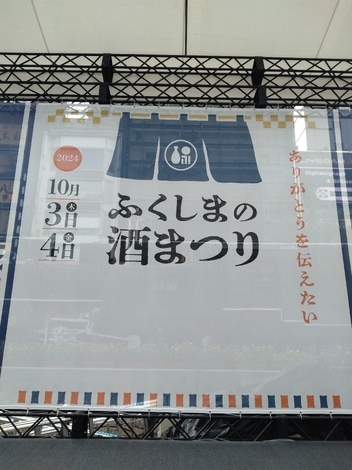 2024
10月
3日
木
4日
金
ふくしまの
酒まつり
ありがとうを伝えたい